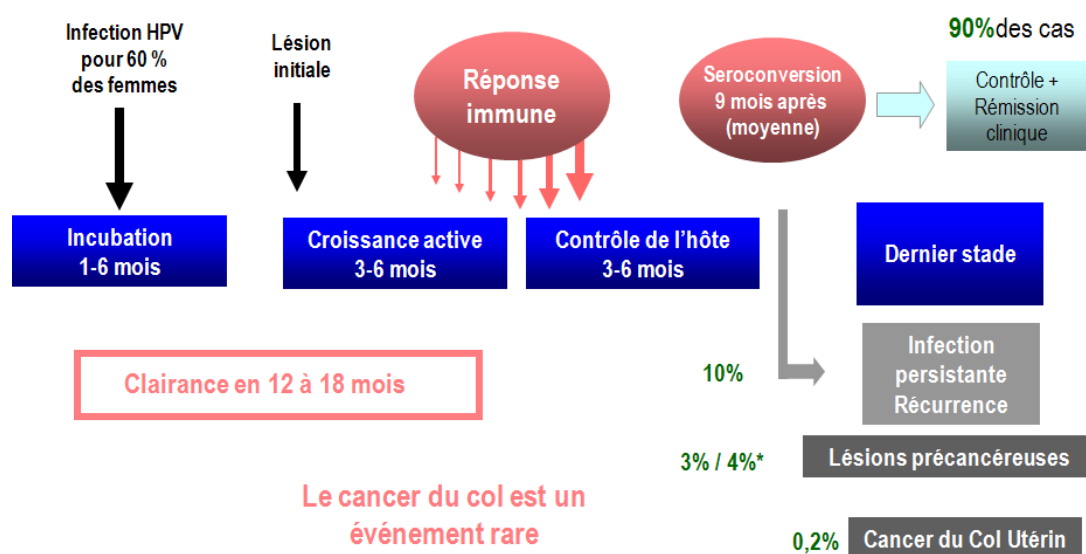 Infection HPV
pour 60 %
des femmes
Lésion
initiale
Réponse
immune
Seroconversion
9 mois après
(moyenne)
90%des cas
Contrôle +
Rémission
clinique
Incubation
1-6 mois
Croissance active
3-6 mois
Contrôle de l'hôte
3-6 mois
Dernier stade
Clairance en 12 à 18 mois
10%
Infection
persistante
Récurrence
3% / 4%*
Lésions précancéreuses
Le cancer du col est un
événement rare
0,2%
Cancer du Col Utérin